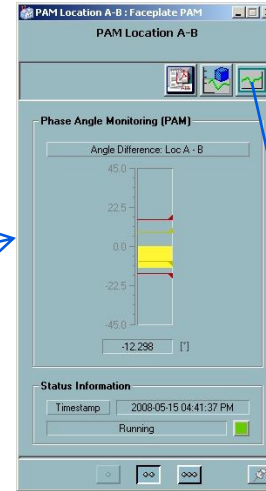 PAM Location A-B : Faceplate PAM
PAM Location A-B
Phase Angle Monitoring (PAM)
Angle Difference: Loc A - B
45.0
22.5
0.0
-22.5
-45.0
-12.298 [°]
Status Information
Timestamp 2008-05-15 04:41:37 PM
Running